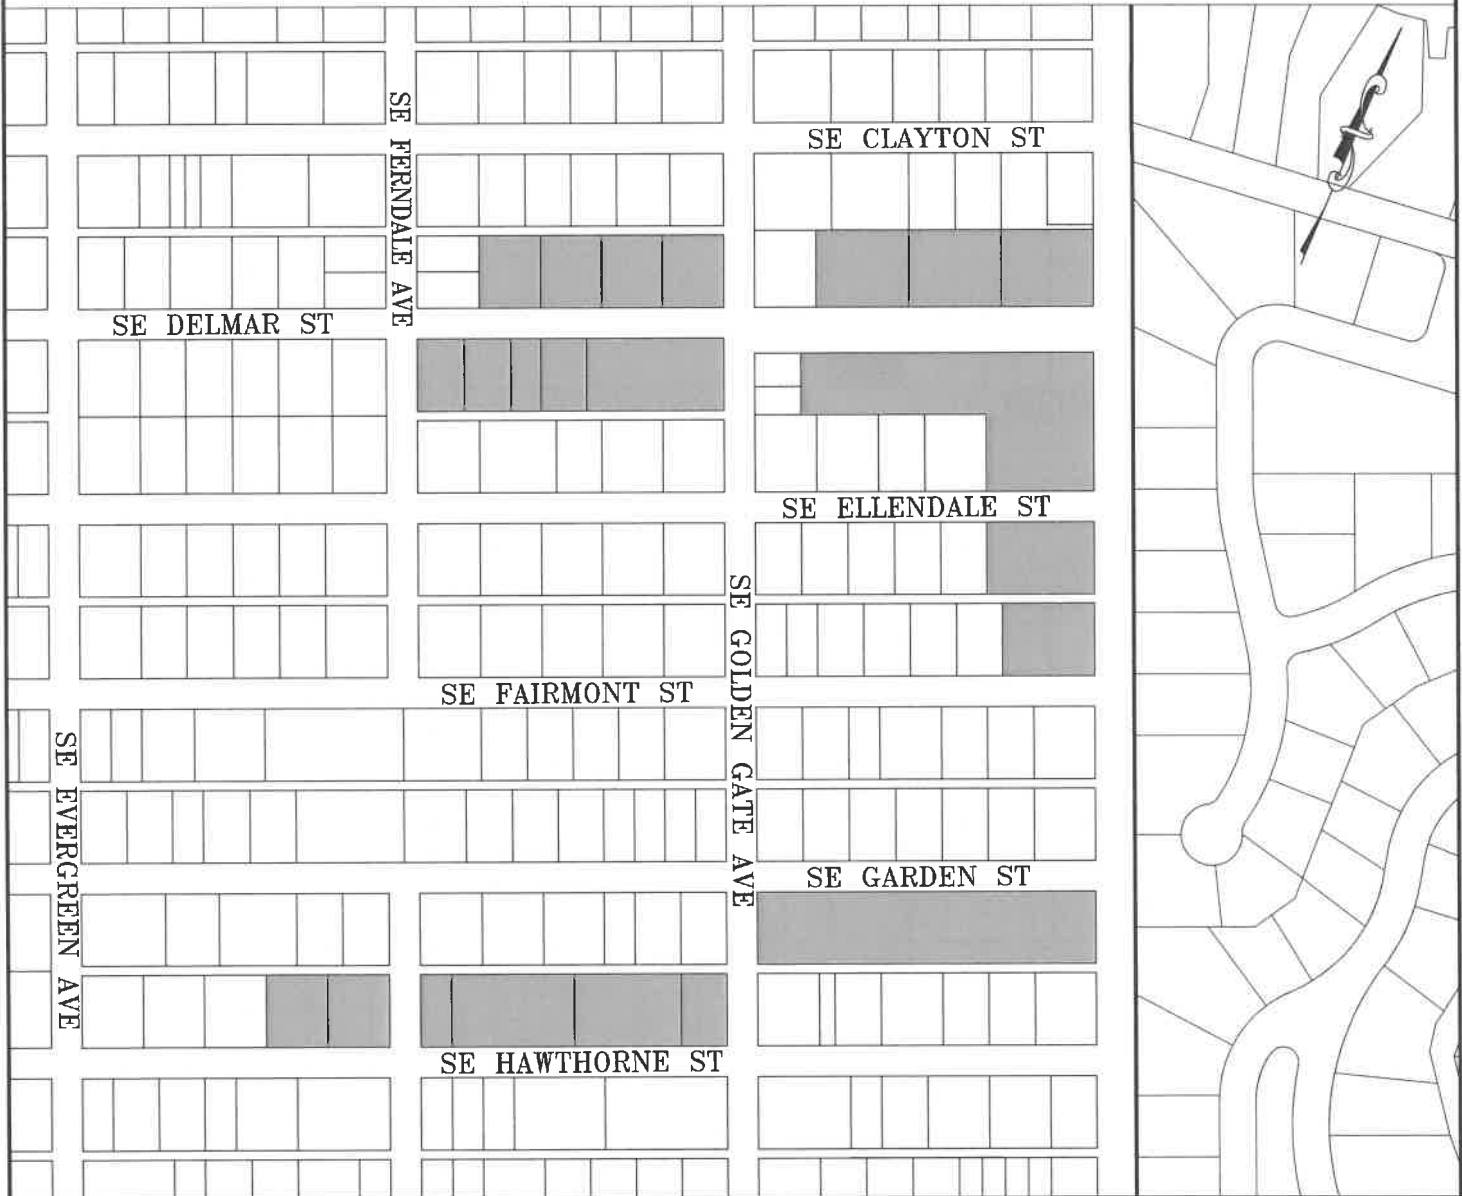 SE CLAYTON ST
SE FERNDALE AVE
SE DELMAR ST
SE ELLENDALE ST
SE GOLDEN GATE AVE
SE FAIRMONT ST
SE EVERGREEN AVE
SE GARDEN ST
SE HAWTHORNE ST